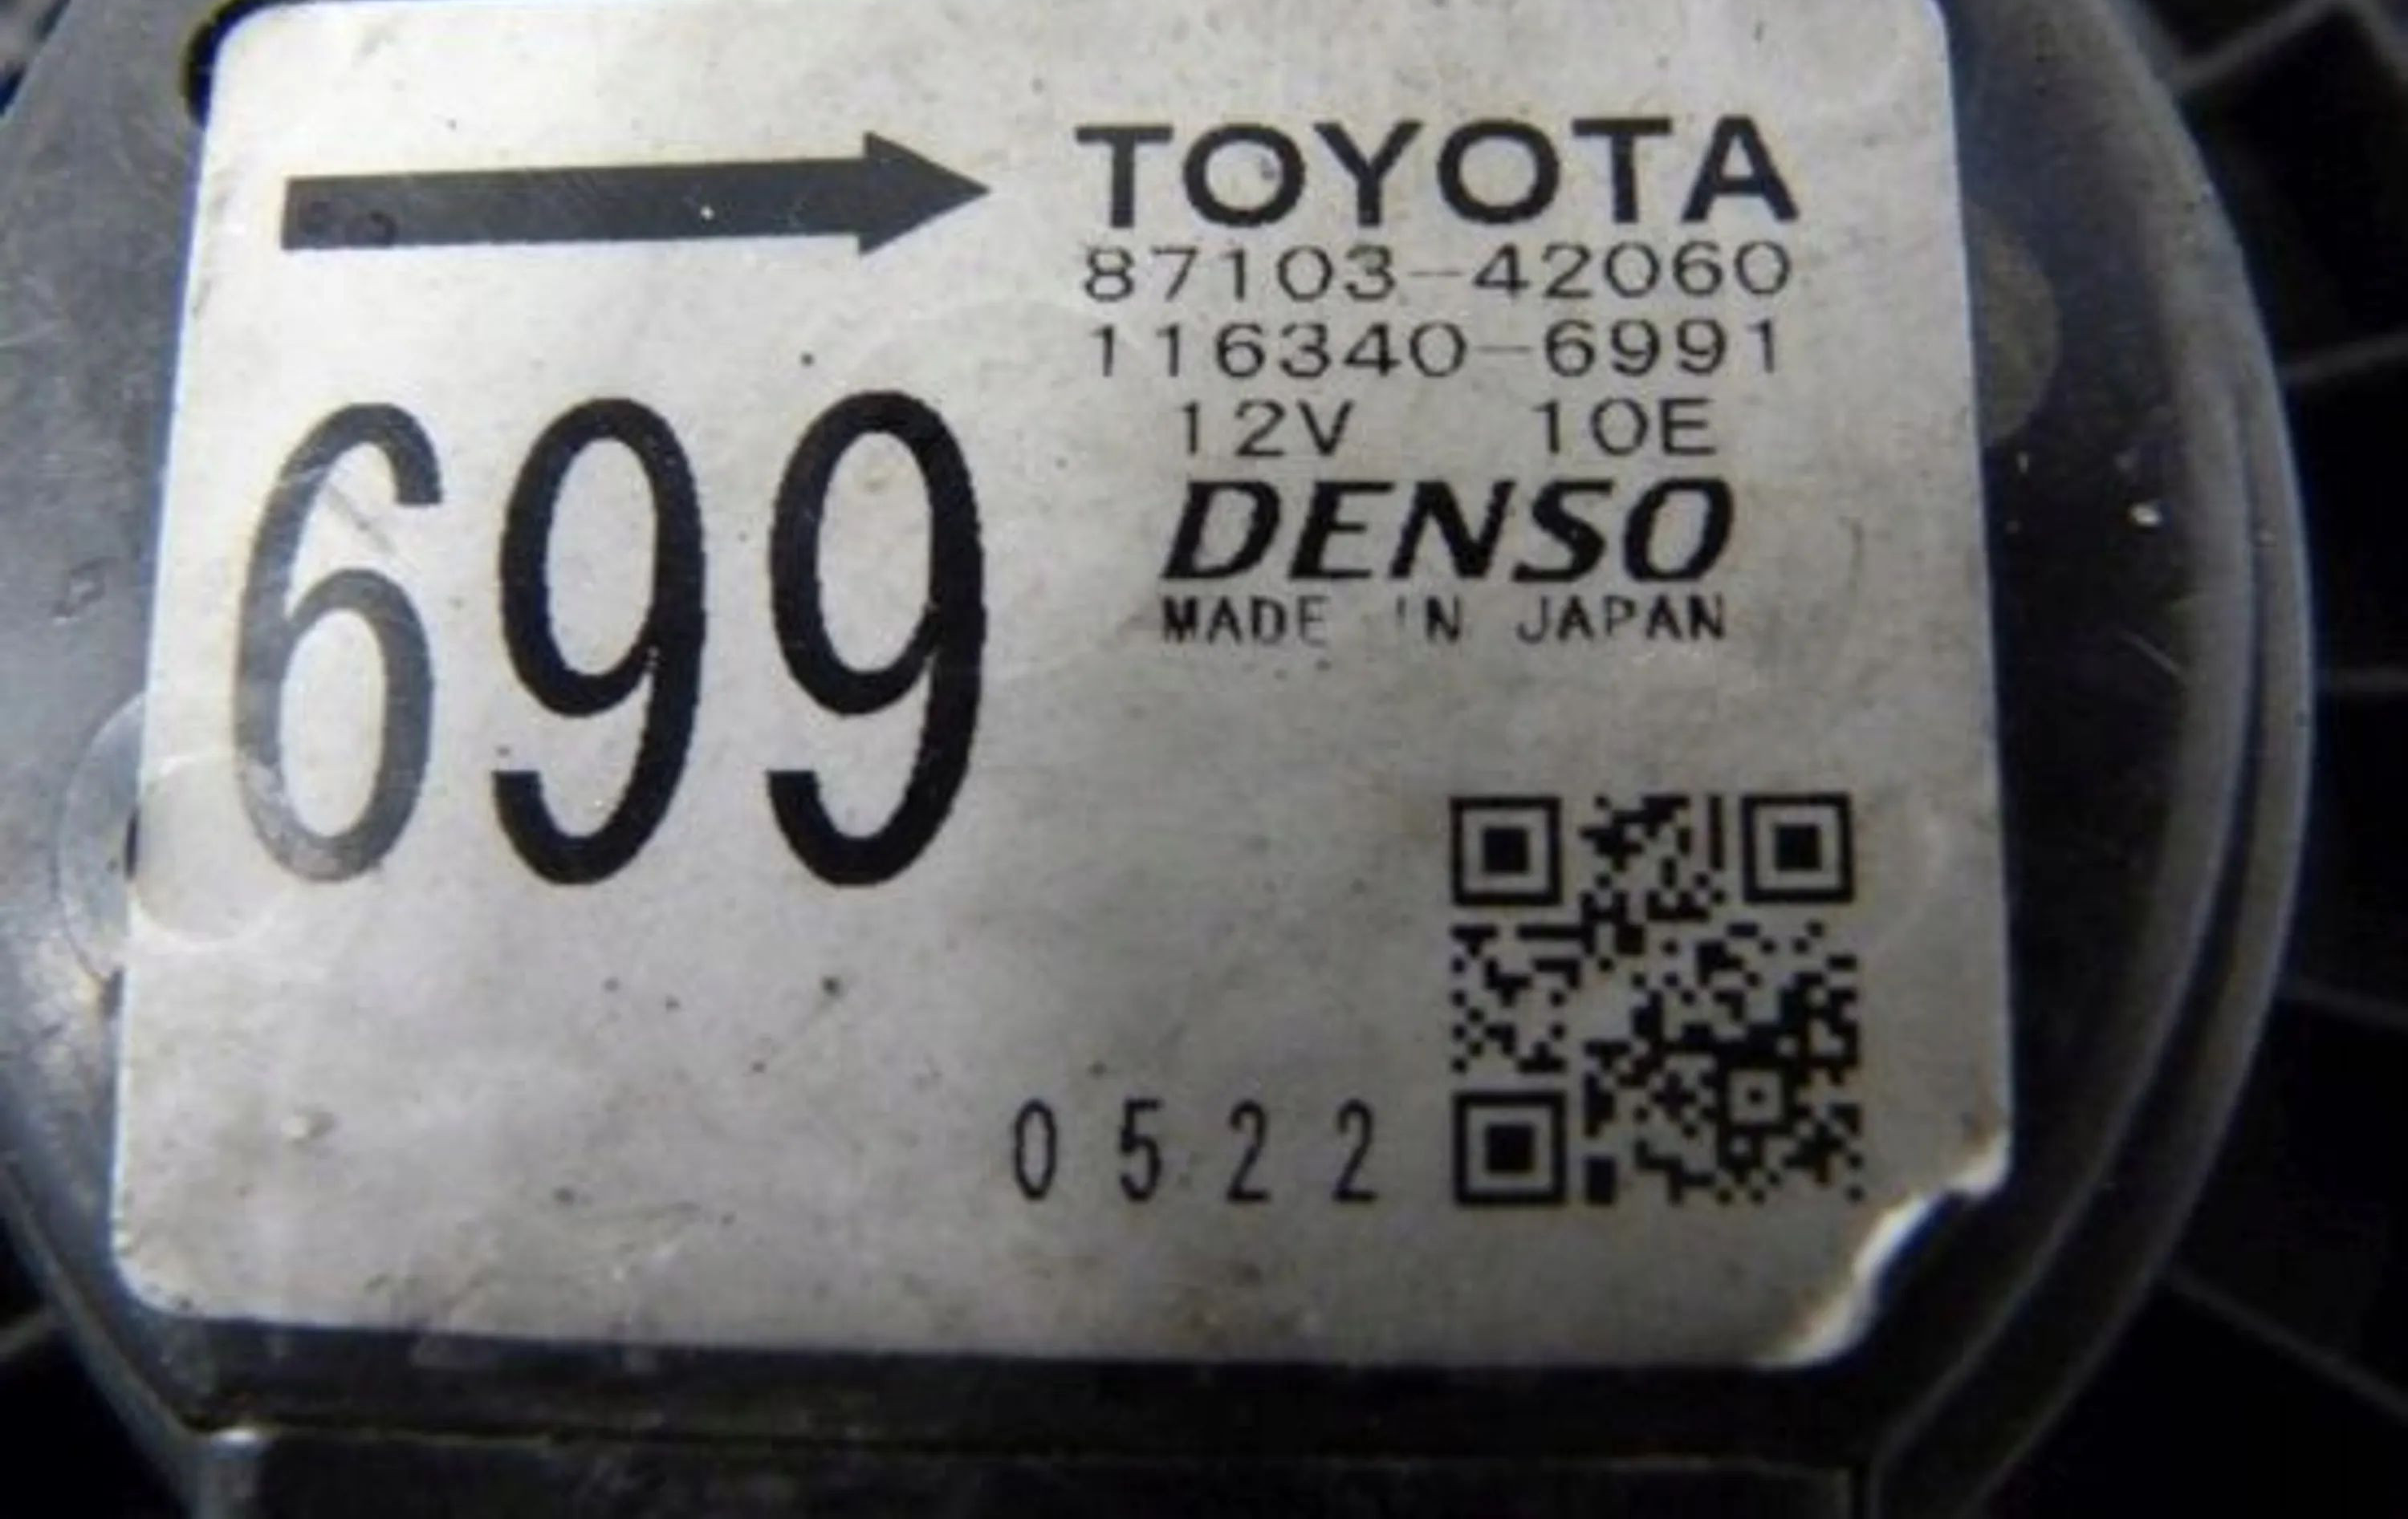 TOYOTA
87103-42060
116340-6991
12V 10E
DENSO
MADE IN JAPAN
699
0522